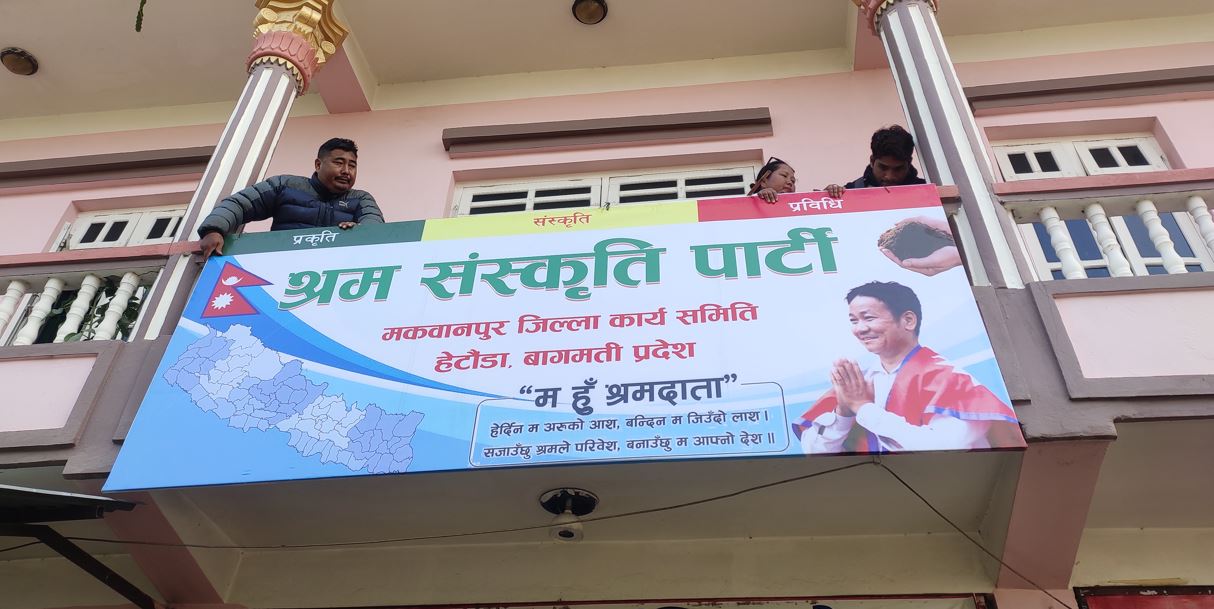 प्रकृति संस्कृति प्रविधि
श्रम संस्कृति पार्टी
मकवानपुर जिल्ला कार्य समिति
हेटौडा, बागमती प्रदेश
“म हुँ श्रमदाता”
हेर्दिन म अरूको आश, बन्दिन म जिउँदो लाश ।
सजाउँछु श्रमले परिवेश, बनाउँछु म आफ्नो देश ॥